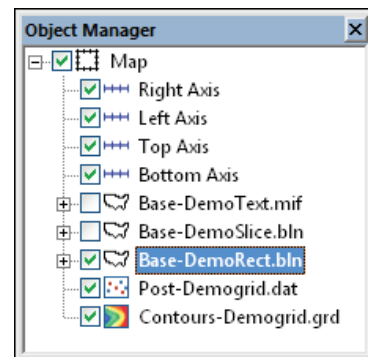 Object Manager
Map
Right Axis
Left Axis
Top Axis
Bottom Axis
Base-DemoText.mif
Base-DemoSlice.bln
Base-DemoRect.bln
Post-Demogrid.dat
Contours-Demogrid.grd